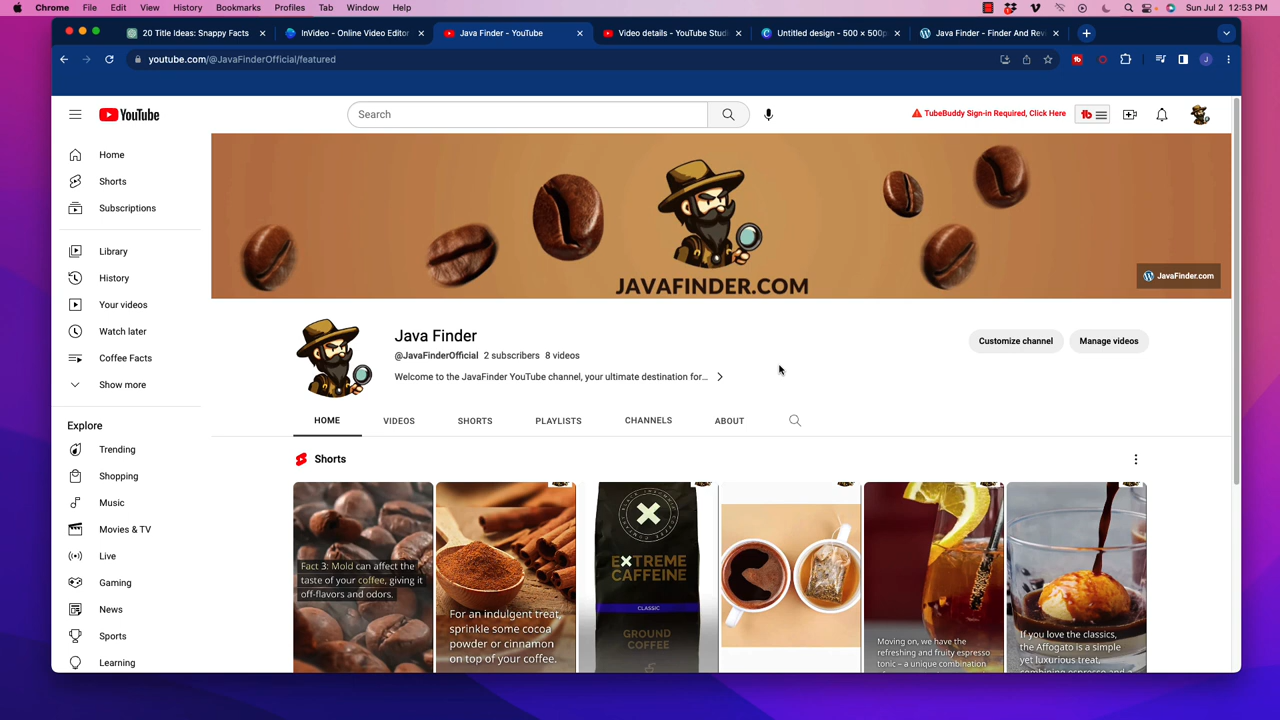 Chrome File Edit View History Bookmarks Profiles Tab Window Help Sun Jul 2 12:53 PM
20 Title Ideas: Snappy Facts
InVideo - Online Video Editor
Java Finder - YouTube
Video details - YouTube Studi
Untitled design - 500 × 500p
Java Finder - Finder And Revi
youtube.com/@JavaFinderOfficial/featured
J
YouTube
Search
TubeBuddy Sign-in Required, Click Here
tb
Home
Shorts
Subscriptions
Library
History
Your videos
Watch later
Coffee Facts
Show more
Explore
Trending
Shopping
Music
Movies & TV
Live
Gaming
News
Sports
Learning
JAVAFINDER.COM
JavaFinder.com
Java Finder
@JavaFinderOfficial 2 subscribers 8 videos
Welcome to the JavaFinder YouTube channel, your ultimate destination for...
Customize channel
Manage videos
HOME VIDEOS SHORTS PLAYLISTS CHANNELS ABOUT
Shorts
Fact 3: Mold can affect the
taste of your coffee, giving it
off-flavors and odors.
For an indulgent treat,
sprinkle some cocoa
powder or cinnamon
on top of your coffee.
EXTREME
CAFFEINE
CLASSIC
GROUND
COFFEE
Moving on, we have the
refreshing and fruity espresso
tonic – a unique combination
If you love the classics,
the Affogato is a simple
yet luxurious treat,
combining espresso and